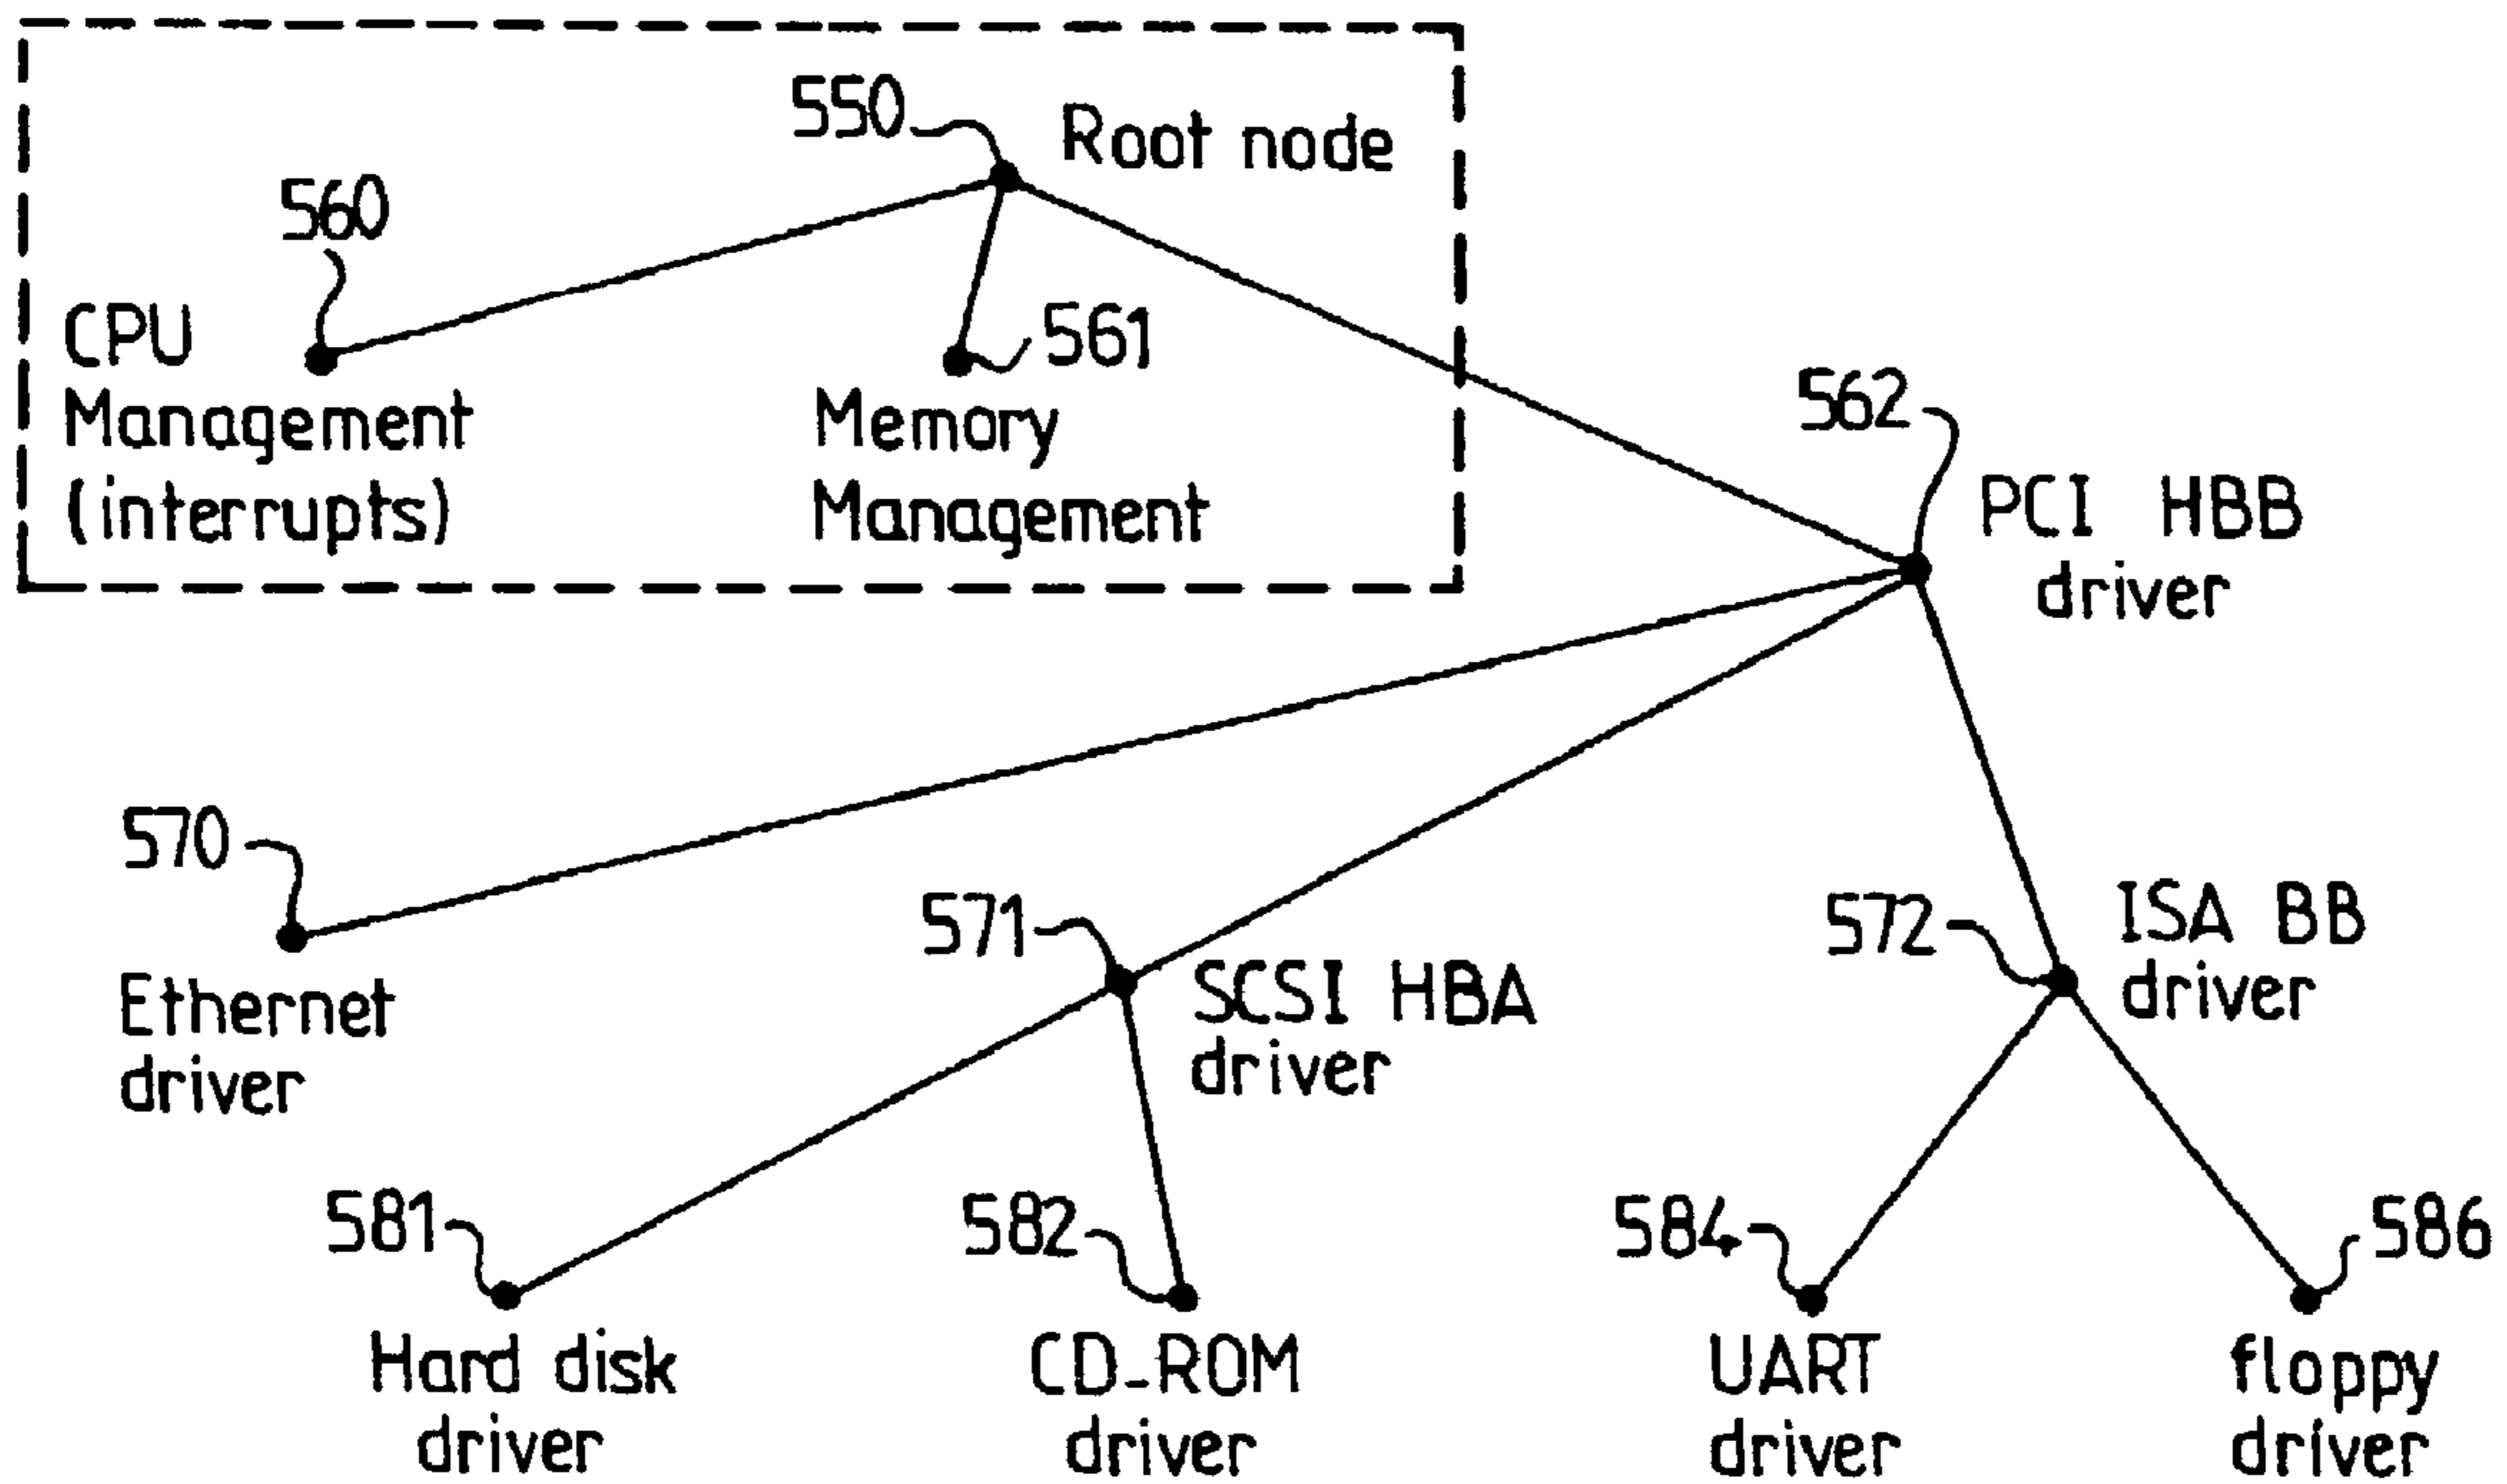 550
Root node
560
CPU
Management
(interrupts)
561
Memory
Management
562
PCI HBB
driver
570
Ethernet
driver
571
SCSI HBA
driver
572
ISA BB
driver
581
Hard disk
driver
582
CD-ROM
driver
584
UART
driver
586
floppy
driver